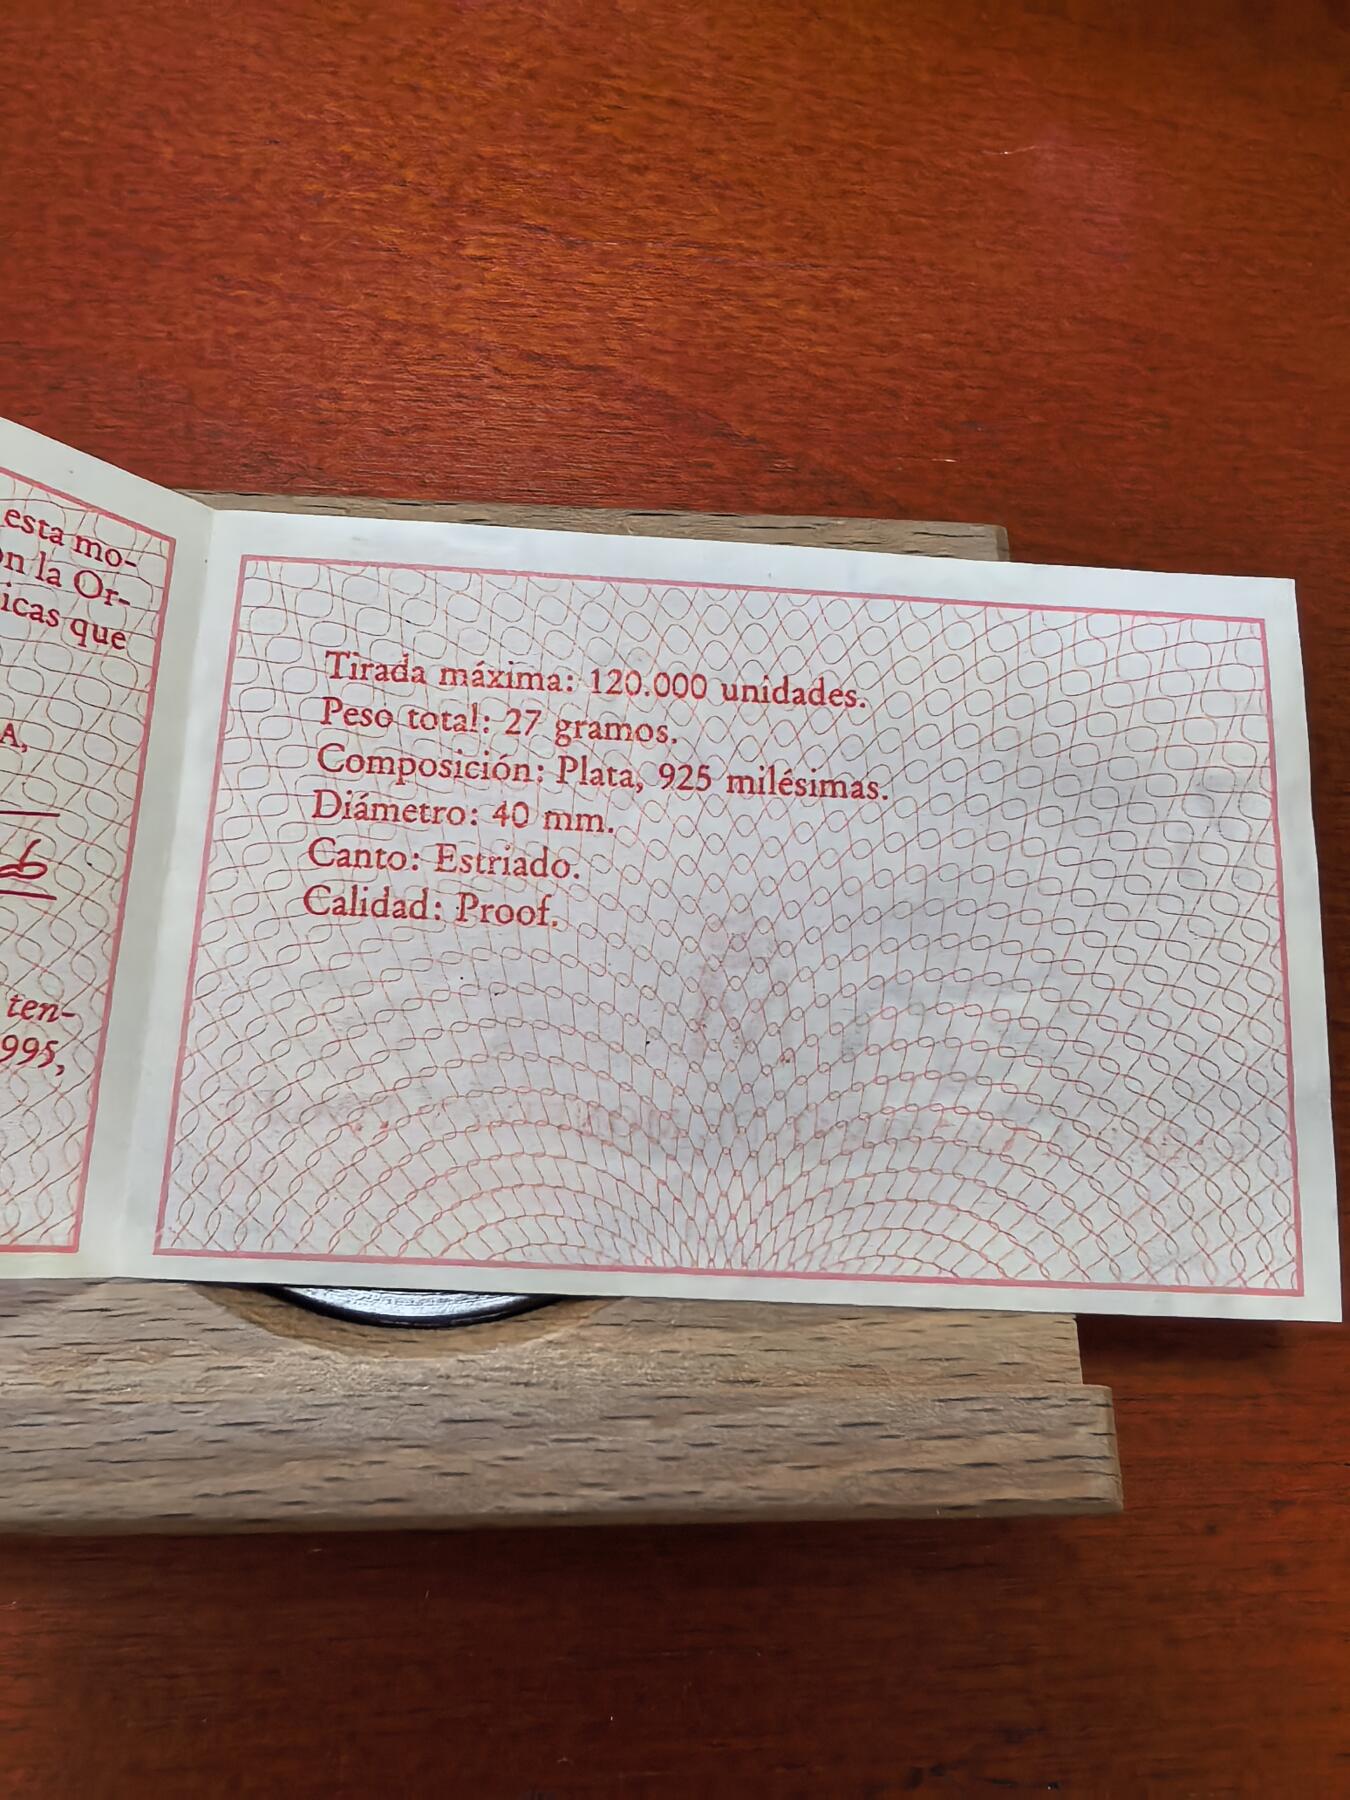 esta mo-
on la Or-
icas que
A,
ten-
995,
Tirada máxima: 120.000 unidades.
Peso total: 27 gramos.
Composición: Plata, 925 milésimas.
Diámetro: 40 mm.
Canto: Estriado.
Calidad: Proof.